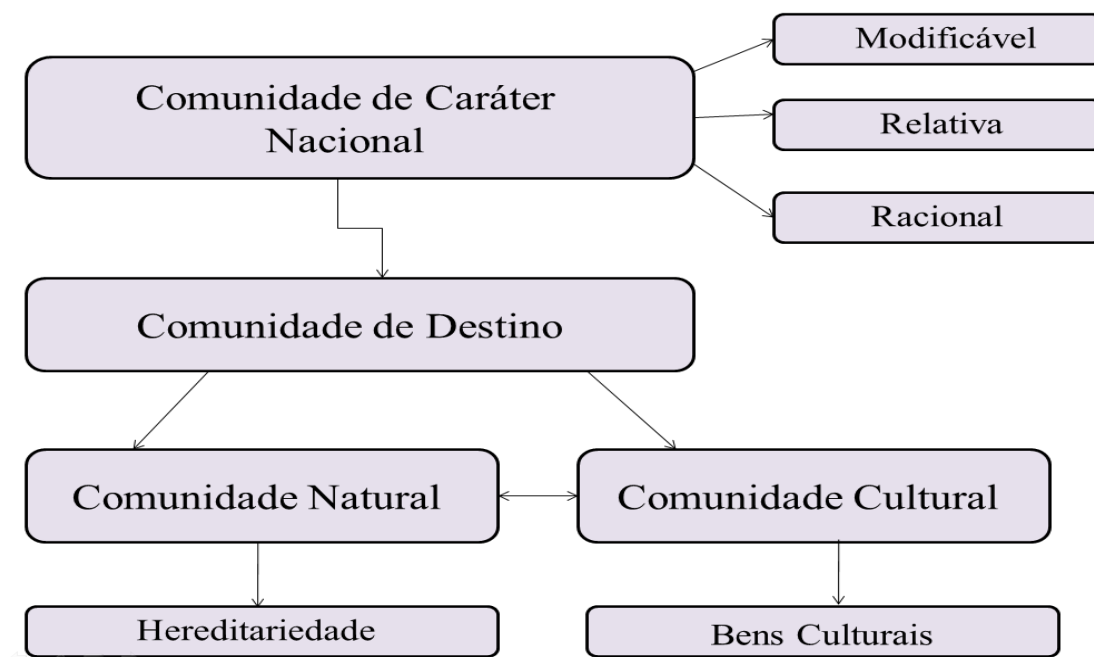 Modificável
Comunidade de Caráter
Nacional
Relativa
Racional
Comunidade de Destino
Comunidade Natural
Comunidade Cultural
Hereditariedade
Bens Culturais